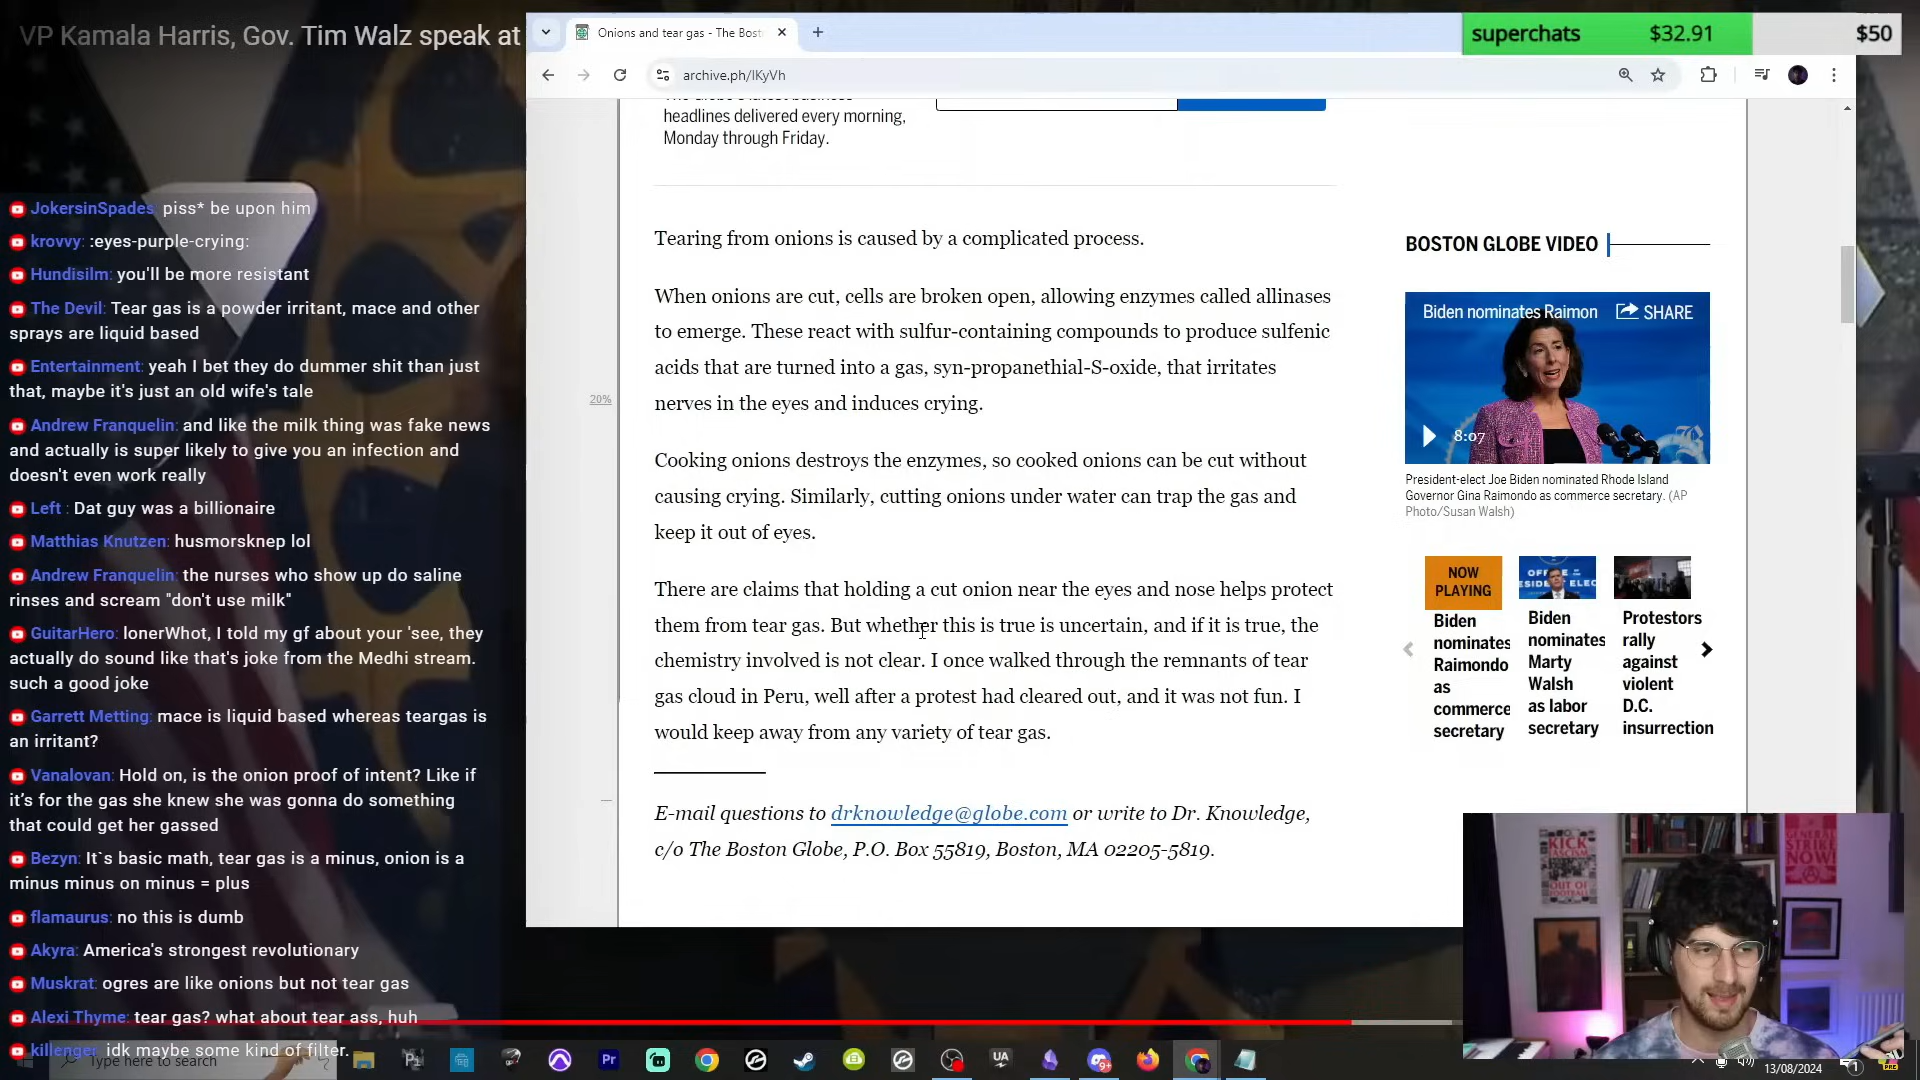 VP Kamala Harris, Gov. Tim Walz speak at
Onions and tear gas - The Bost
superchats $32.91 $50
archive.ph/lKyVh
headlines delivered every morning,
Monday through Friday.
JokersinSpades: piss* be upon him
krovvy: :eyes-purple-crying:
Hundisilm: you'll be more resistant
The Devil: Tear gas is a powder irritant, mace and other
sprays are liquid based
Entertainment: yeah I bet they do dummer shit than just
that, maybe it's just an old wife's tale
Andrew Franquelin: and like the milk thing was fake news
and actually is super likely to give you an infection and
doesn't even work really
Left : Dat guy was a billionaire
Matthias Knutzen: husmorsknep lol
Andrew Franquelin: the nurses who show up do saline
rinses and scream "don't use milk"
GuitarHero: lonerWhot, I told my gf about your 'see, they
actually do sound like that's joke from the Medhi stream.
such a good joke
Garrett Metting: mace is liquid based whereas teargas is
an irritant?
Vanalovan: Hold on, is the onion proof of intent? Like if
it's for the gas she knew she was gonna do something
that could get her gassed
Bezyn: It`s basic math, tear gas is a minus, onion is a
minus minus on minus = plus
flamaurus: no this is dumb
Akyra: America's strongest revolutionary
Muskrat: ogres are like onions but not tear gas
Alexi Thyme: tear gas? what about tear ass, huh
killenger: idk maybe some kind of filter.
Type here to search
20%
Tearing from onions is caused by a complicated process.
When onions are cut, cells are broken open, allowing enzymes called allinases
to emerge. These react with sulfur-containing compounds to produce sulfenic
acids that are turned into a gas, syn-propanethial-S-oxide, that irritates
nerves in the eyes and induces crying.
Cooking onions destroys the enzymes, so cooked onions can be cut without
causing crying. Similarly, cutting onions under water can trap the gas and
keep it out of eyes.
There are claims that holding a cut onion near the eyes and nose helps protect
them from tear gas. But whether this is true is uncertain, and if it is true, the
chemistry involved is not clear. I once walked through the remnants of tear
gas cloud in Peru, well after a protest had cleared out, and it was not fun. I
would keep away from any variety of tear gas.
E-mail questions to drknowledge@globe.com or write to Dr. Knowledge,
c/o The Boston Globe, P.O. Box 55819, Boston, MA 02205-5819.
BOSTON GLOBE VIDEO
Biden nominates Raimon SHARE
8:07
President-elect Joe Biden nominated Rhode Island
Governor Gina Raimondo as commerce secretary. (AP
Photo/Susan Walsh)
NOW
PLAYING
Biden
nominates
Raimondo
as
commerce
secretary
Biden
nominates
Marty
Walsh
as labor
secretary
Protestors
rally
against
violent
D.C.
insurrection
KICK
FASCISM
OUT OF
FOOTBALL
GENERAL
STRIKE
NOW!
Pr
UA
9+
13/08/2024
1